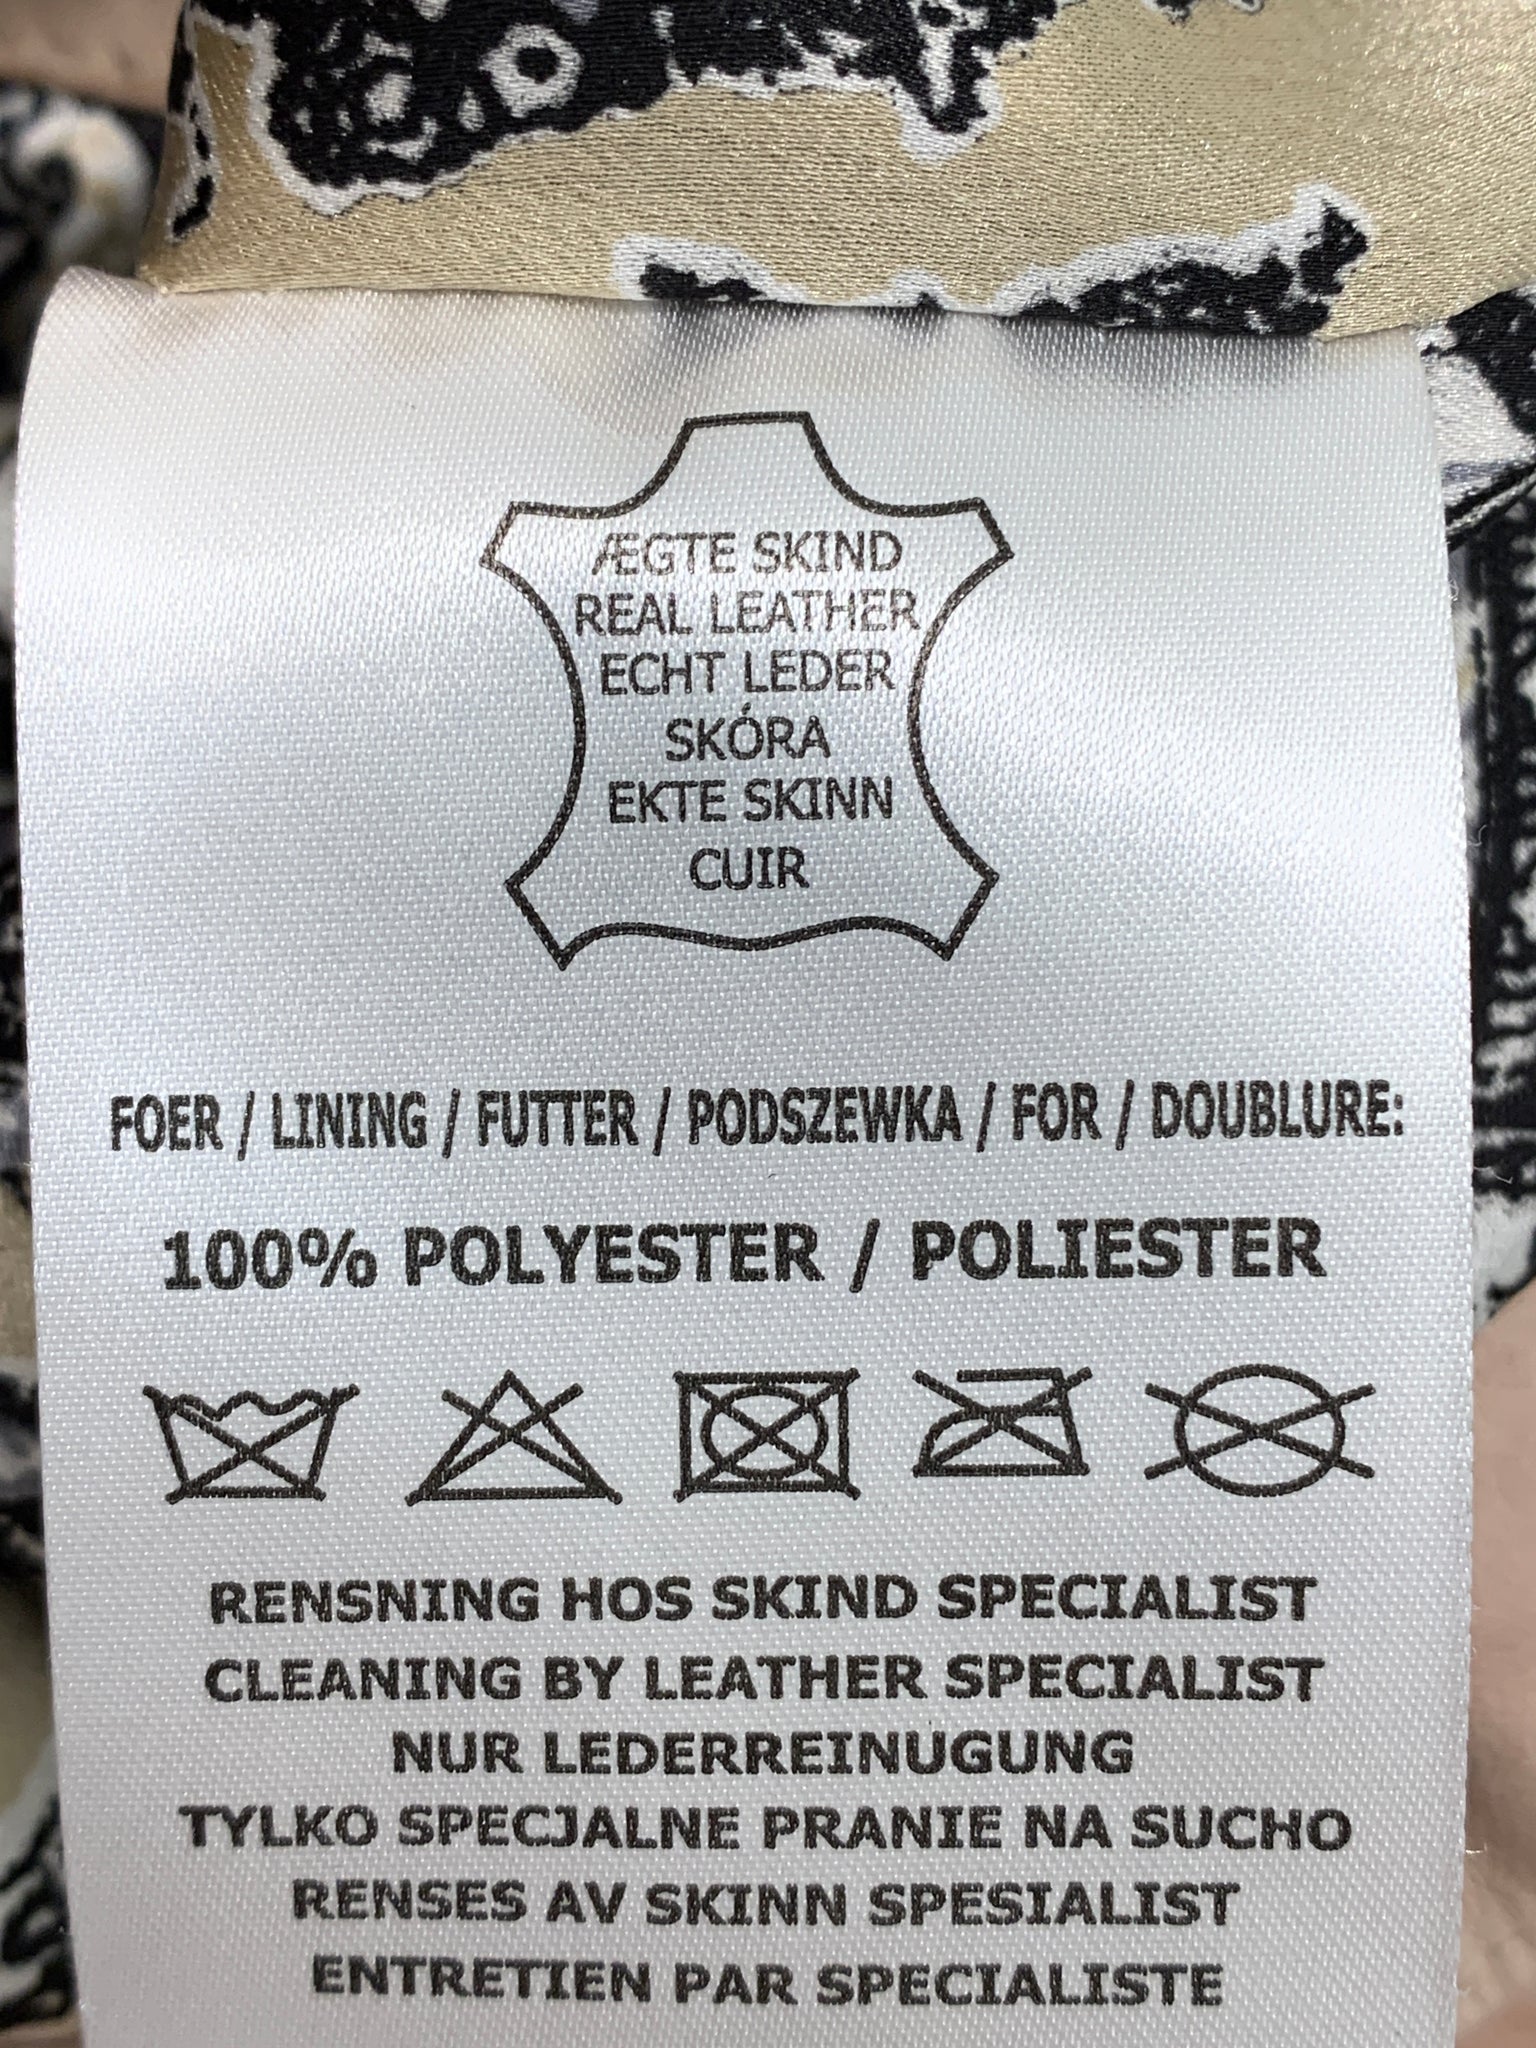 ÆGTE SKIND
REAL LEATHER
ECHT LEDER
SKÓRA
EKTE SKINN
CUIR
FOER / LINING / FUTTER / PODSZEWKA / FOR / DOUBLURE:
100% POLYESTER / POLIESTER
RENSNING HOS SKIND SPECIALIST
CLEANING BY LEATHER SPECIALIST
NUR LEDERREINUGUNG
TYLKO SPECJALNE PRANIE NA SUCHO
RENSES AV SKINN SPESIALIST
ENTRETIEN PAR SPECIALISTE